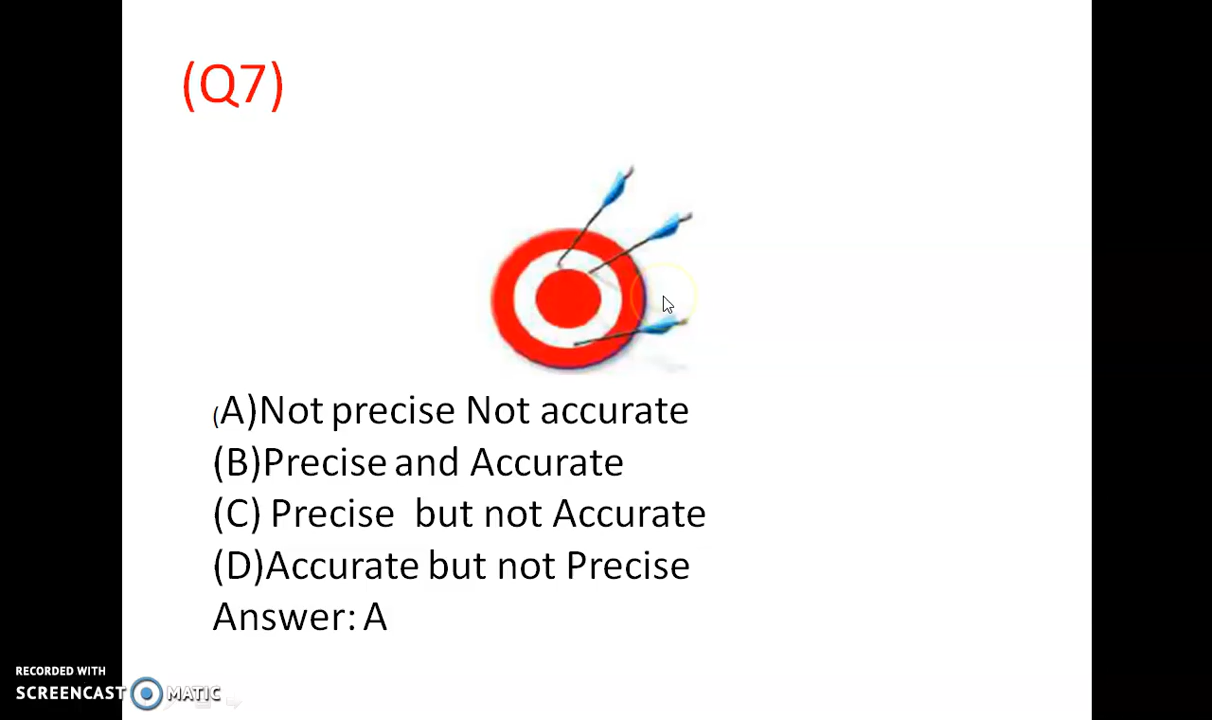 (Q7)
(A)Not precise Not accurate
(B)Precise and Accurate
(C) Precise but not Accurate
(D)Accurate but not Precise
Answer: A
RECORDED WITH
SCREENCAST MATIC